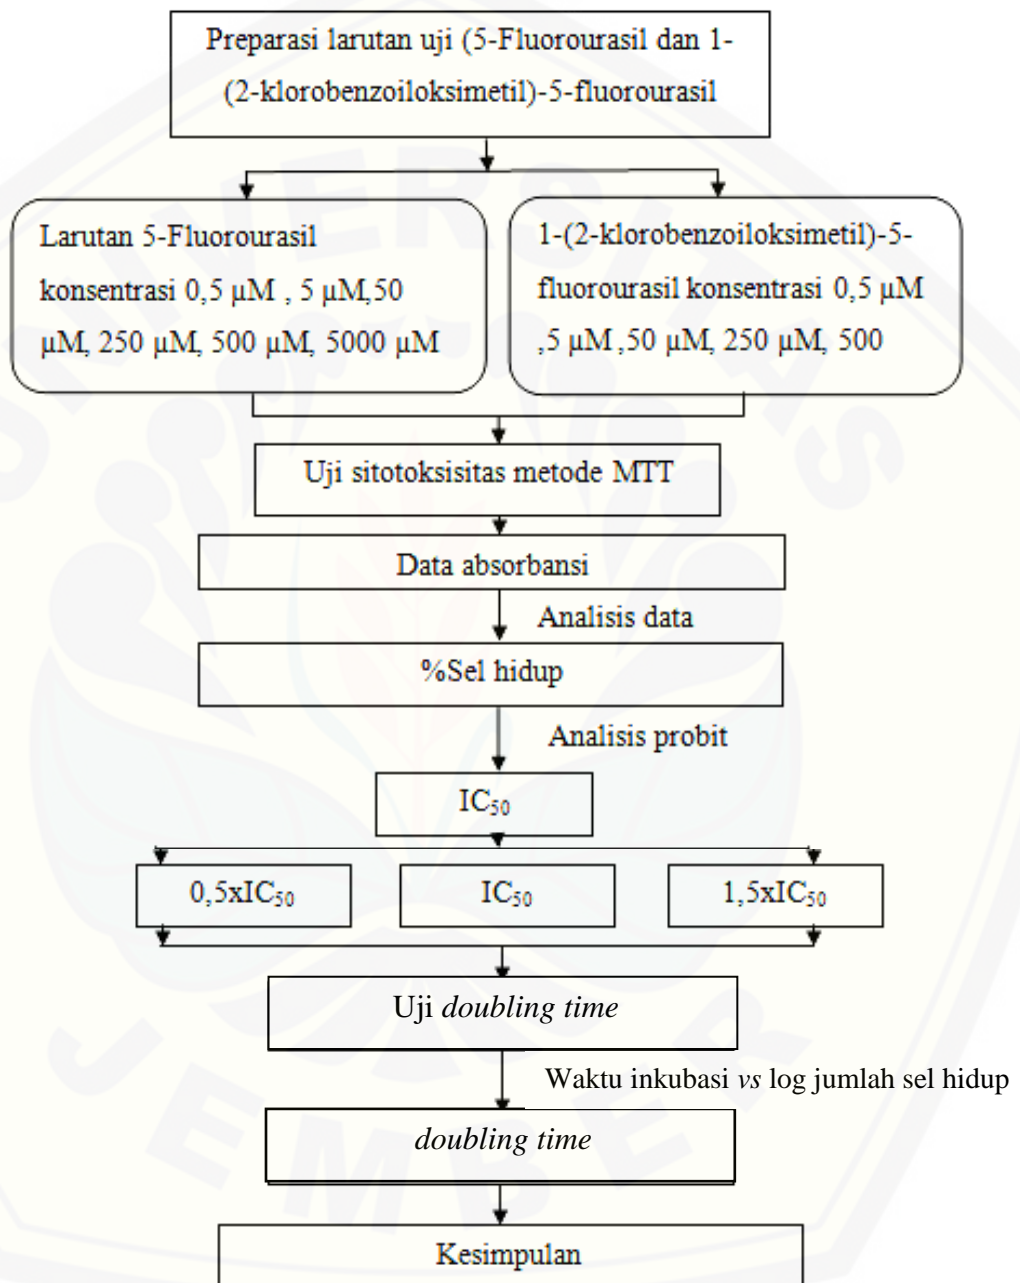 Preparasi larutan uji (5-Fluorourasil dan 1-
(2-klorobenzoiloksimetil)-5-fluorourasil
Larutan 5-Fluorourasil
konsentrasi 0,5 µM , 5 µM,50
µM, 250 µM, 500 µM, 5000 µM
1-(2-klorobenzoiloksimetil)-5-
fluorourasil konsentrasi 0,5 µM
,5 µM ,50 µM, 250 µM, 500
Uji sitotoksisitas metode MTT
Data absorbansi
Analisis data
%Sel hidup
Analisis probit
IC₅₀
0,5xIC₅₀
IC₅₀
1,5xIC₅₀
Uji doubling time
Waktu inkubasi vs log jumlah sel hidup
doubling time
Kesimpulan
UNIVERSITAS
JEMBER